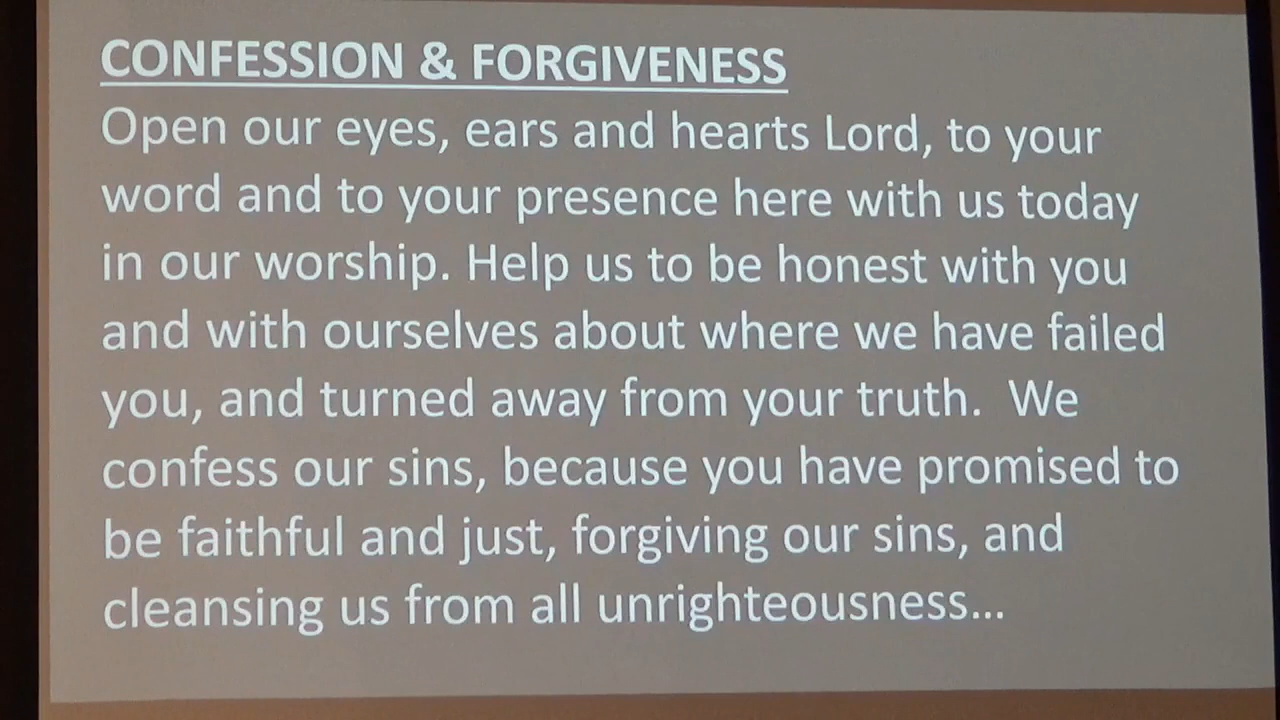 CONFESSION & FORGIVENESS
Open our eyes, ears and hearts Lord, to your
word and to your presence here with us today
in our worship. Help us to be honest with you
and with ourselves about where we have failed
you, and turned away from your truth.  We
confess our sins, because you have promised to
be faithful and just, forgiving our sins, and
cleansing us from all unrighteousness...